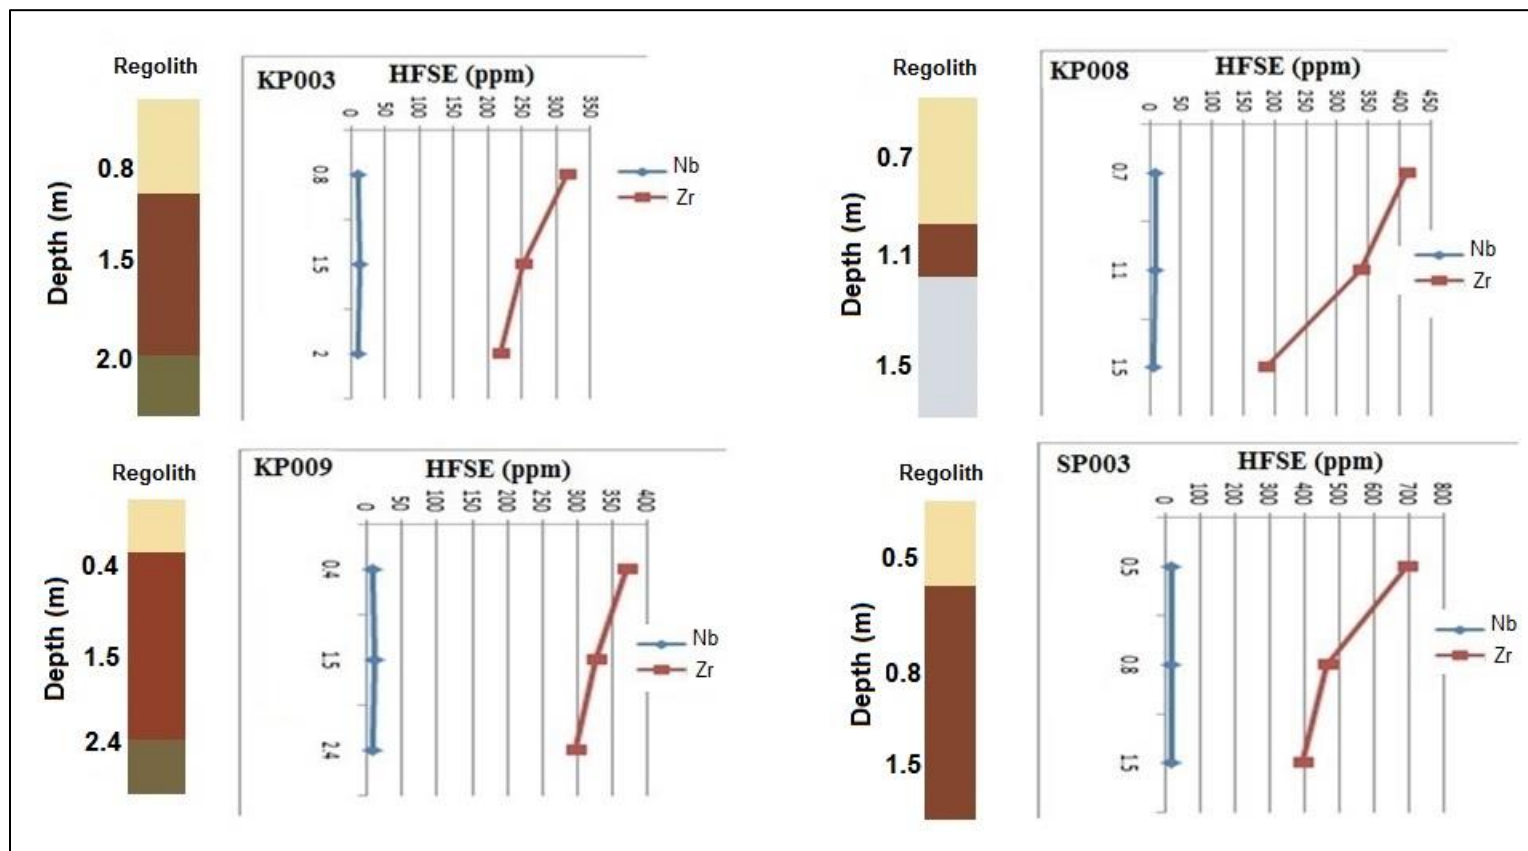 Regolith
KP003
HFSE (ppm)
0 50 100 150 200 250 300 350
Depth (m)
0.8
1.5
2.0
0.8
1.5
2
Nb
Zr
Regolith
KP008
HFSE (ppm)
0 50 100 150 200 250 300 350 400 450
Depth (m)
0.7
1.1
1.5
0.7
1.1
1.5
Nb
Zr
Regolith
KP009
HFSE (ppm)
0 50 100 150 200 250 300 350 400
Depth (m)
0.4
1.5
2.4
0.4
1.5
2.4
Nb
Zr
Regolith
SP003
HFSE (ppm)
0 100 200 300 400 500 600 700 800
Depth (m)
0.5
0.8
1.5
0.5
0.8
1.5
Nb
Zr